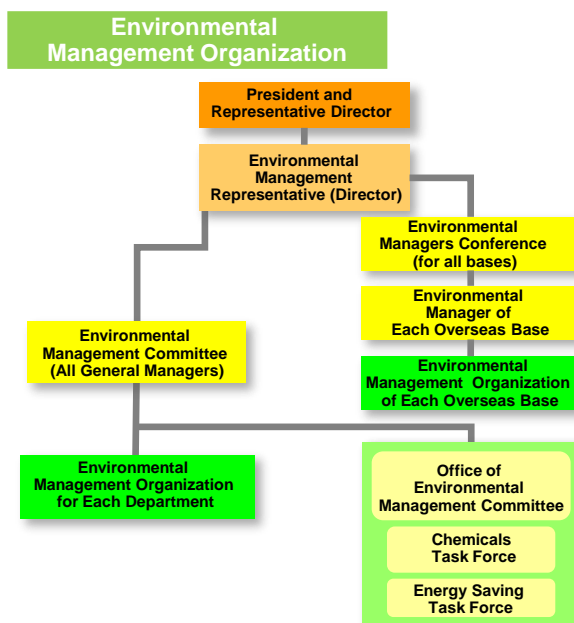 Environmental
Management Organization
President and
Representative Director
Environmental
Management
Representative (Director)
Environmental
Managers Conference
(for all bases)
Environmental
Manager of
Each Overseas Base
Environmental
Management Organization
of Each Overseas Base
Environmental
Management Committee
(All General Managers)
Environmental
Management Organization
for Each Department
Office of
Environmental
Management Committee
Chemicals
Task Force
Energy Saving
Task Force